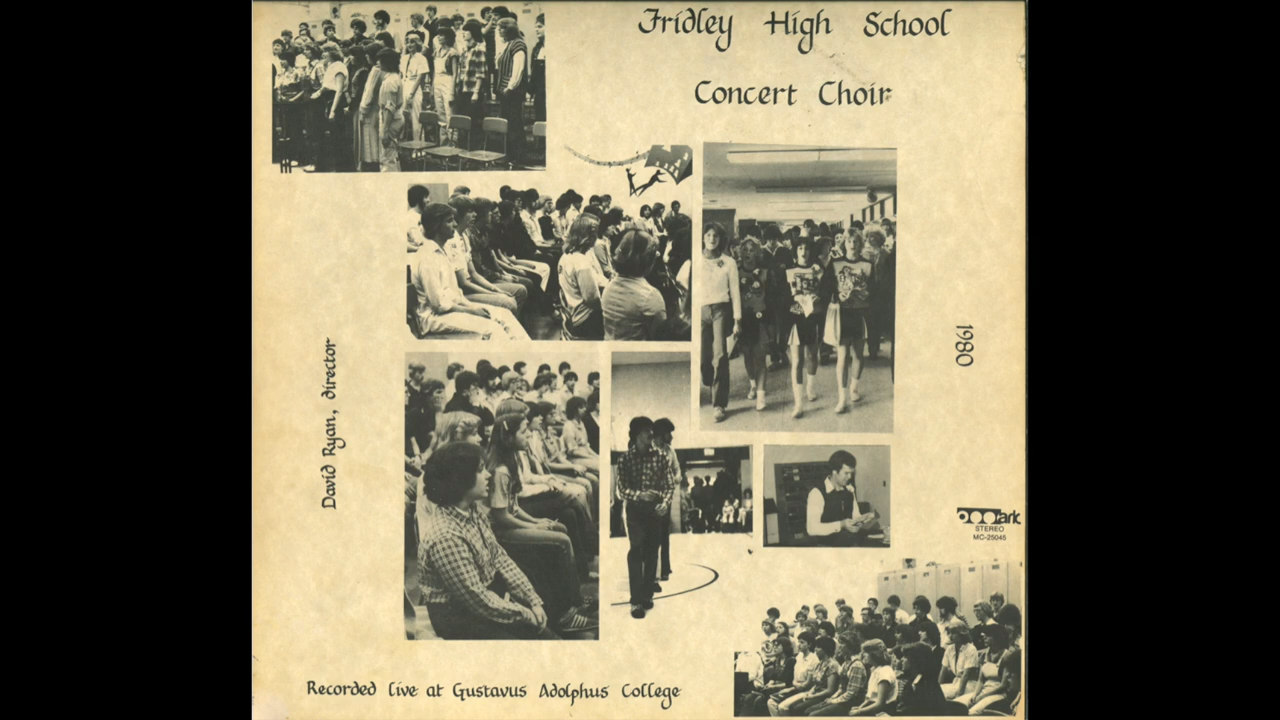 Fridley High School
Concert Choir
1980
David Ryan, director
ark
STEREO
MC-25045
Recorded live at Gustavus Adolphus College